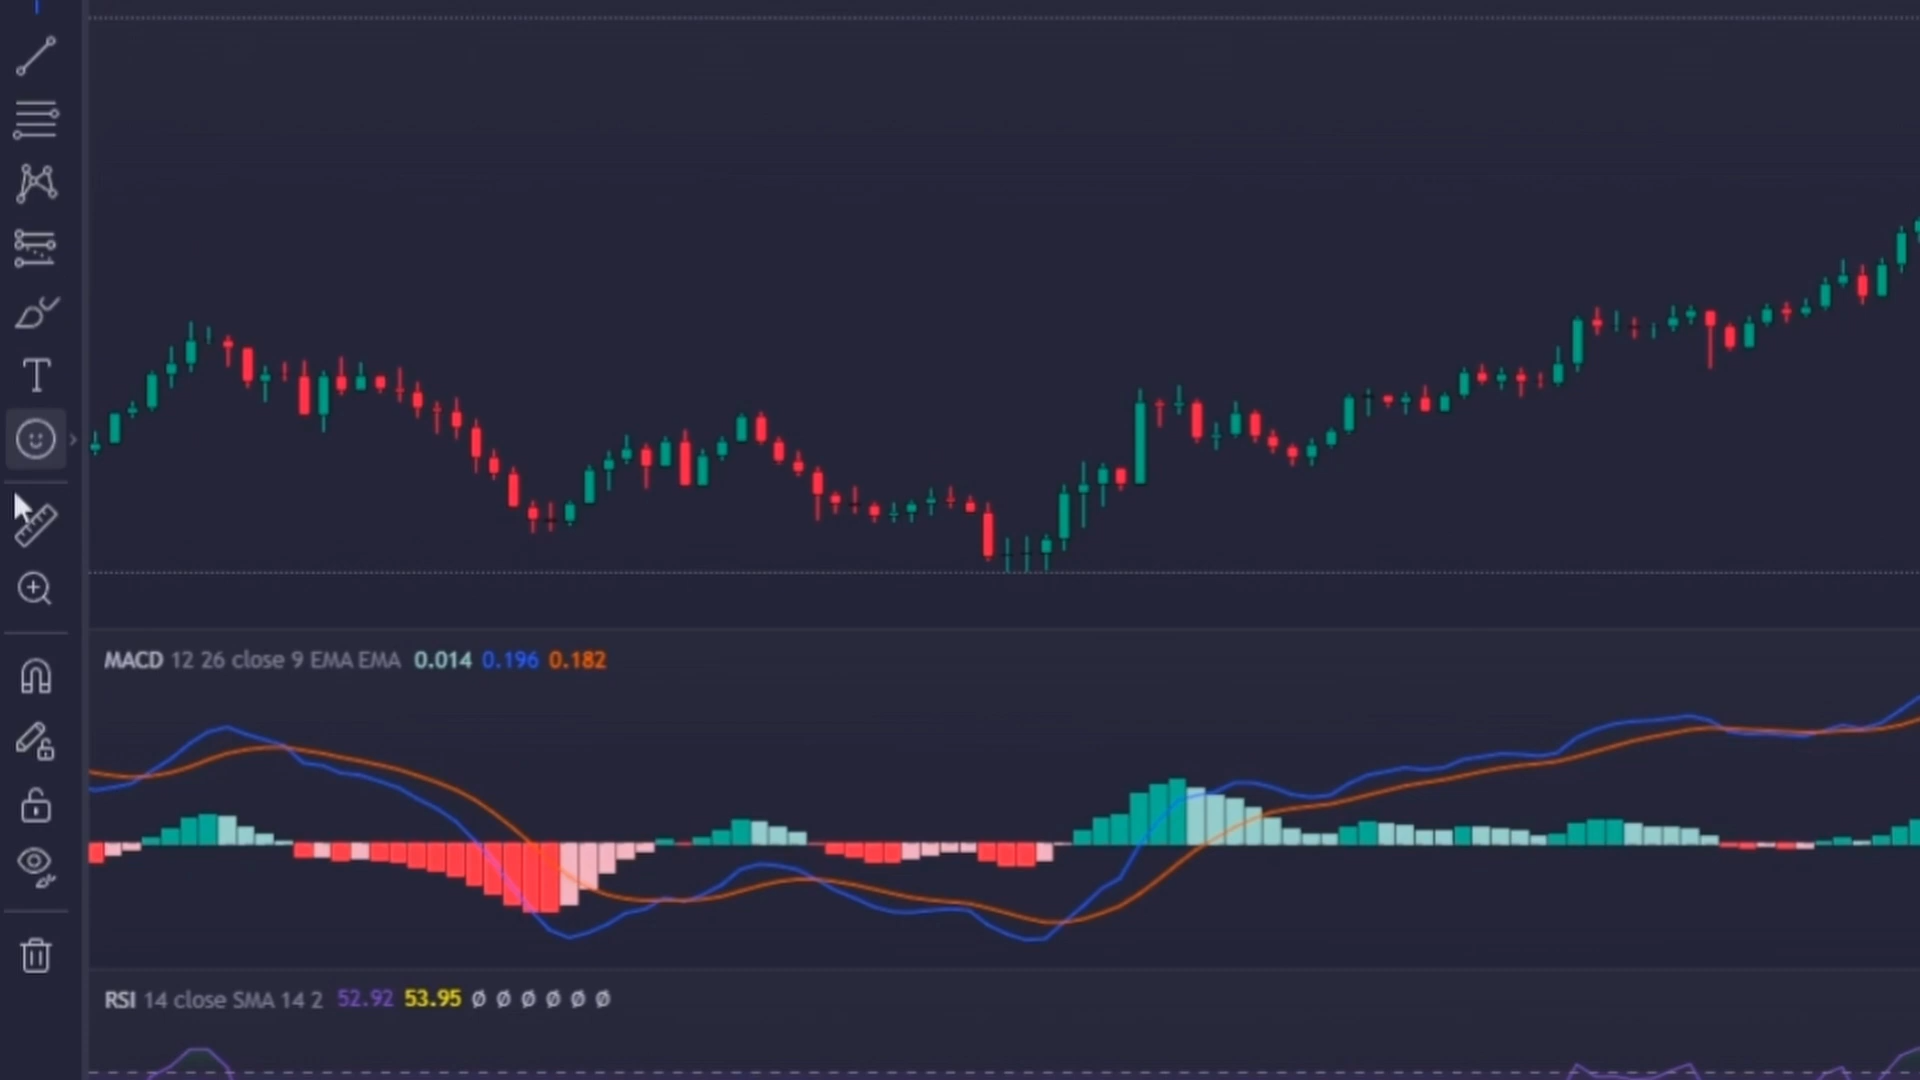 MACD 12 26 close 9 EMA EMA 0.014 0.196 0.182
RSI 14 close SMA 14 2 52.92 53.95 Ø Ø Ø Ø Ø Ø